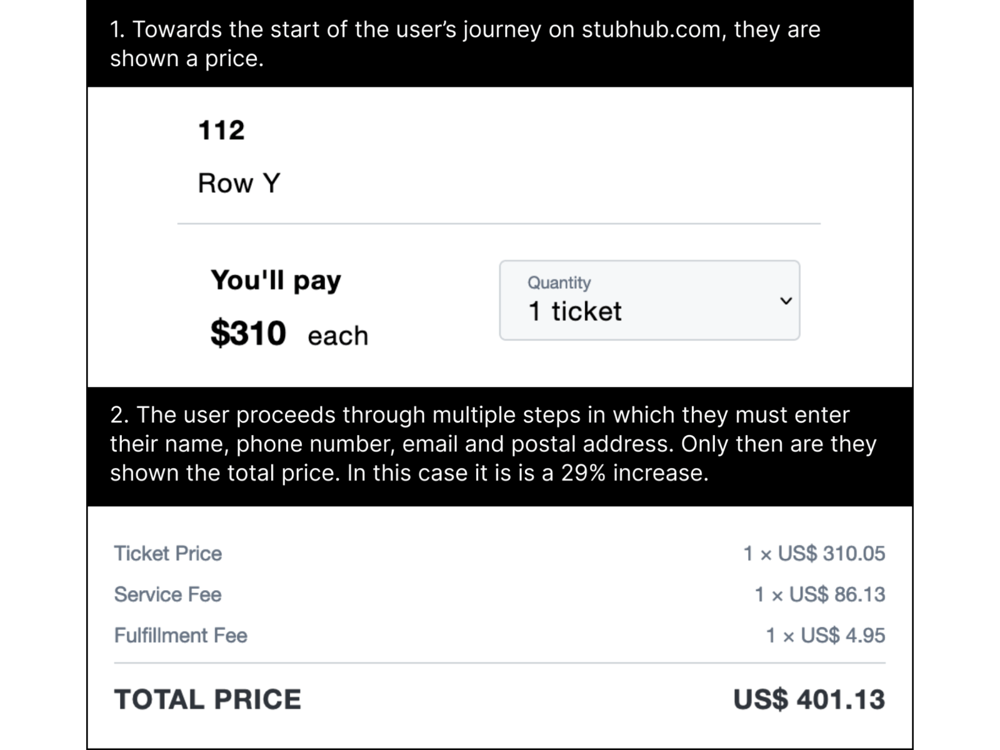 1. Towards the start of the user’s journey on stubhub.com, they are
shown a price.
112
Row Y
You'll pay
$310 each
Quantity
1 ticket
2. The user proceeds through multiple steps in which they must enter
their name, phone number, email and postal address. Only then are they
shown the total price. In this case it is is a 29% increase.
Ticket Price 1 × US$ 310.05
Service Fee 1 × US$ 86.13
Fulfillment Fee 1 × US$ 4.95
TOTAL PRICE US$ 401.13